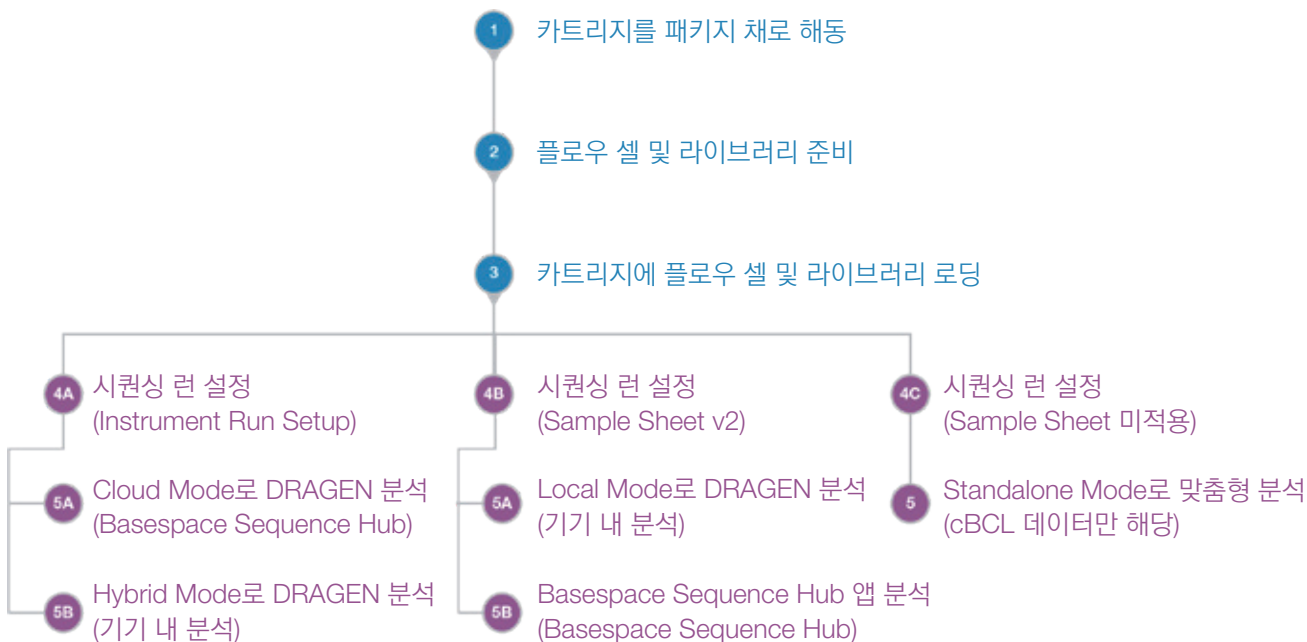 1 카트리지를 패키지 채로 해동
2 플로우 셀 및 라이브러리 준비
3 카트리지에 플로우 셀 및 라이브러리 로딩
4A 시퀀싱 런 설정
(Instrument Run Setup)
5A Cloud Mode로 DRAGEN 분석
(Basespace Sequence Hub)
5B Hybrid Mode로 DRAGEN 분석
(기기 내 분석)
4B 시퀀싱 런 설정
(Sample Sheet v2)
5A Local Mode로 DRAGEN 분석
(기기 내 분석)
5B Basespace Sequence Hub 앱 분석
(Basespace Sequence Hub)
4C 시퀀싱 런 설정
(Sample Sheet 미적용)
5 Standalone Mode로 맞춤형 분석
(cBCL 데이터만 해당)